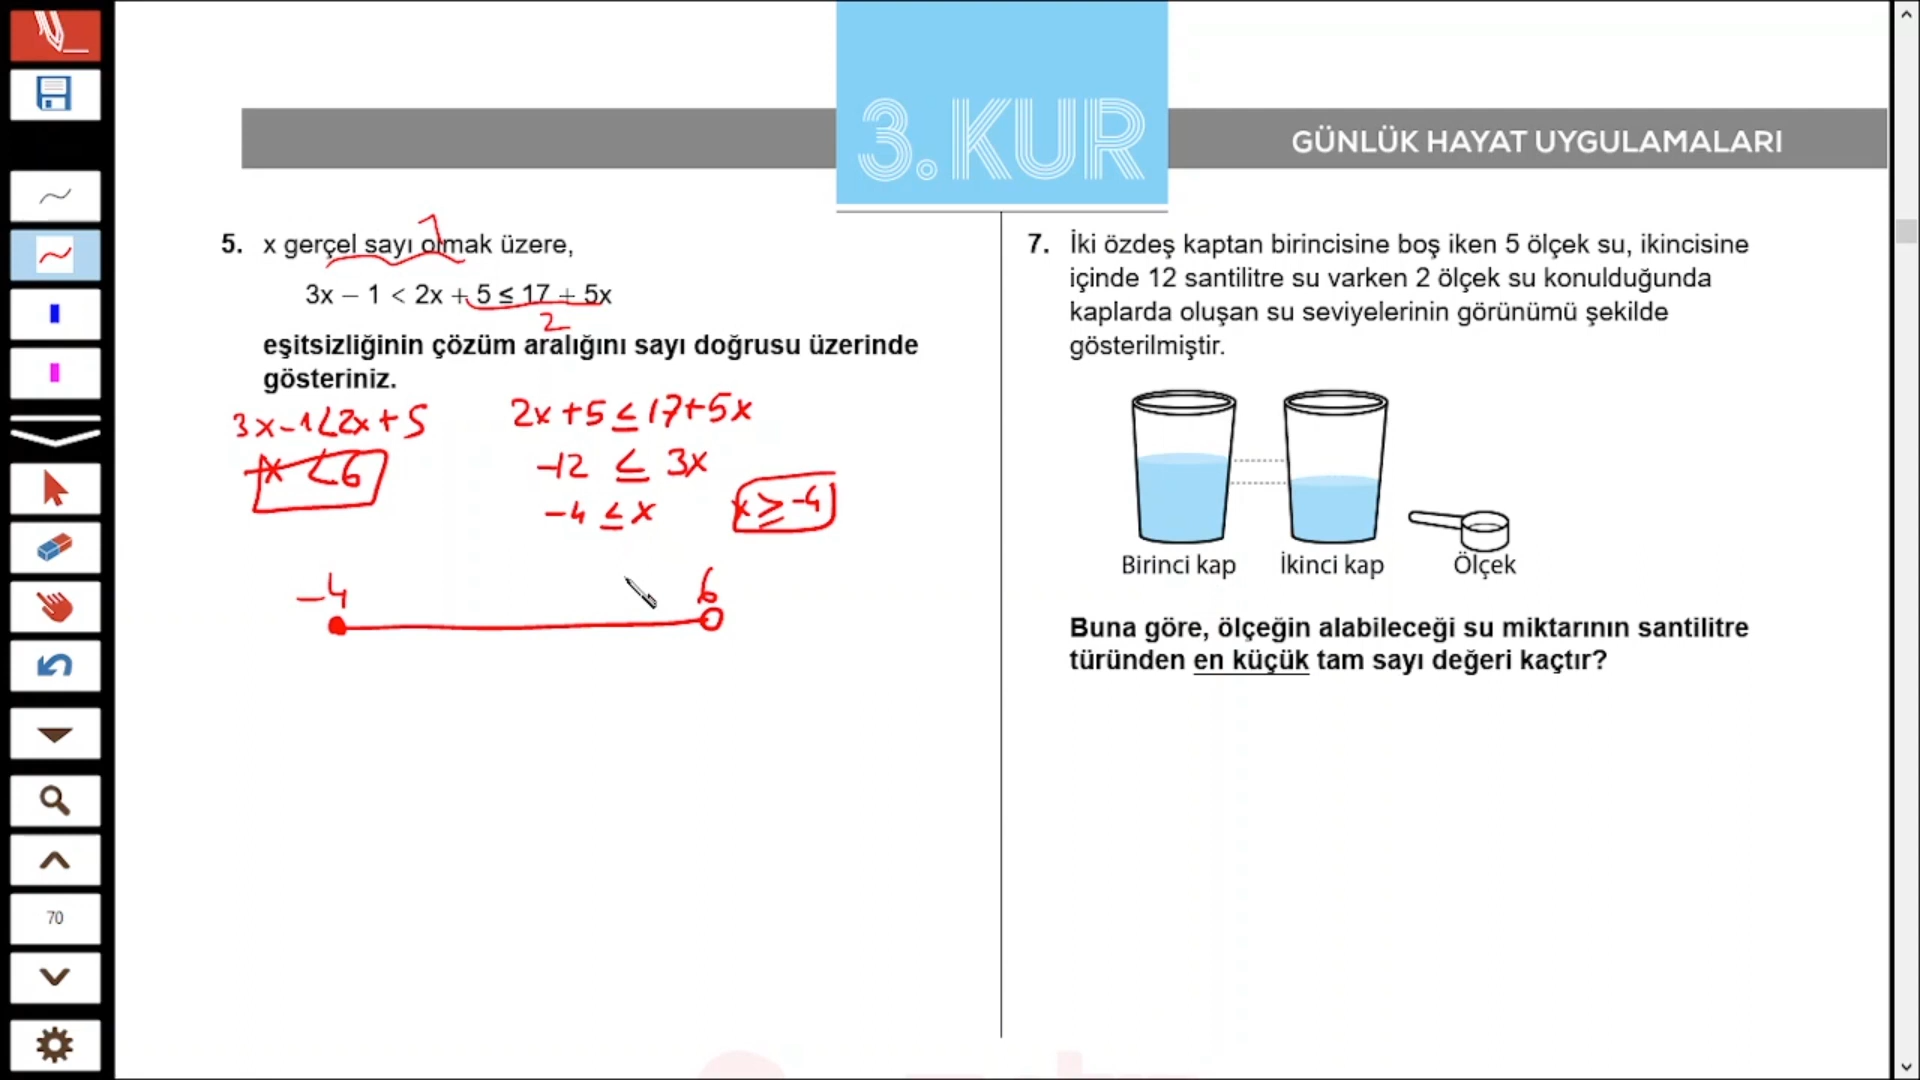 3.KUR
GÜNLÜK HAYAT UYGULAMALARI
5. x gerçel sayı olmak üzere,
1
3x − 1 < 2x + 5 ≤ 17 + 5x
2
eşitsizliğinin çözüm aralığını sayı doğrusu üzerinde
gösteriniz.
3x-1<2x+5
x <6
2x+5≤17+5x
-12 ≤ 3x
-4 ≤ x
x ≥ -4
-4
6
7. İki özdeş kaptan birincisine boş iken 5 ölçek su, ikincisine
içinde 12 santilitre su varken 2 ölçek su konulduğunda
kaplarda oluşan su seviyelerinin görünümü şekilde
gösterilmiştir.
Birinci kap
İkinci kap
Ölçek
Buna göre, ölçeğin alabileceği su miktarının santilitre
türünden en küçük tam sayı değeri kaçtır?
70